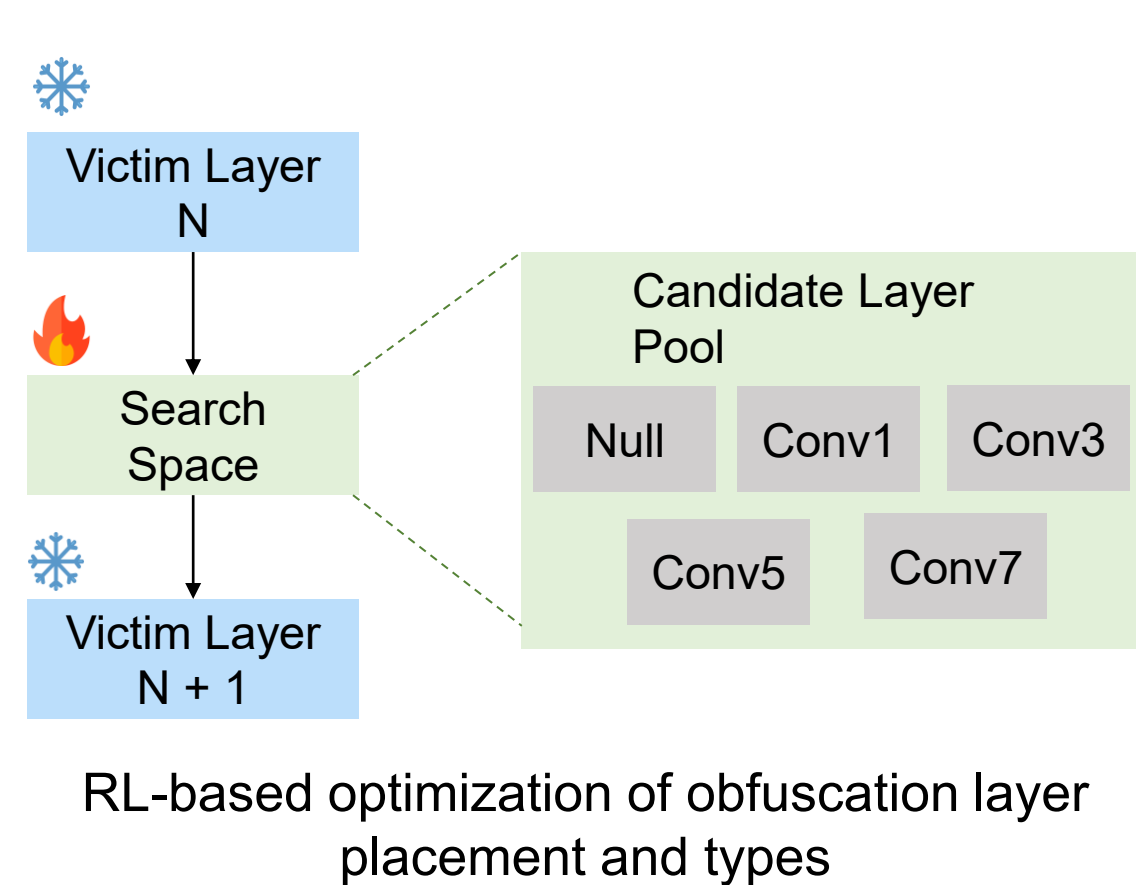 Victim Layer
N
Search
Space
Victim Layer
N + 1
Candidate Layer
Pool
Null
Conv1
Conv3
Conv5
Conv7
RL-based optimization of obfuscation layer
placement and types